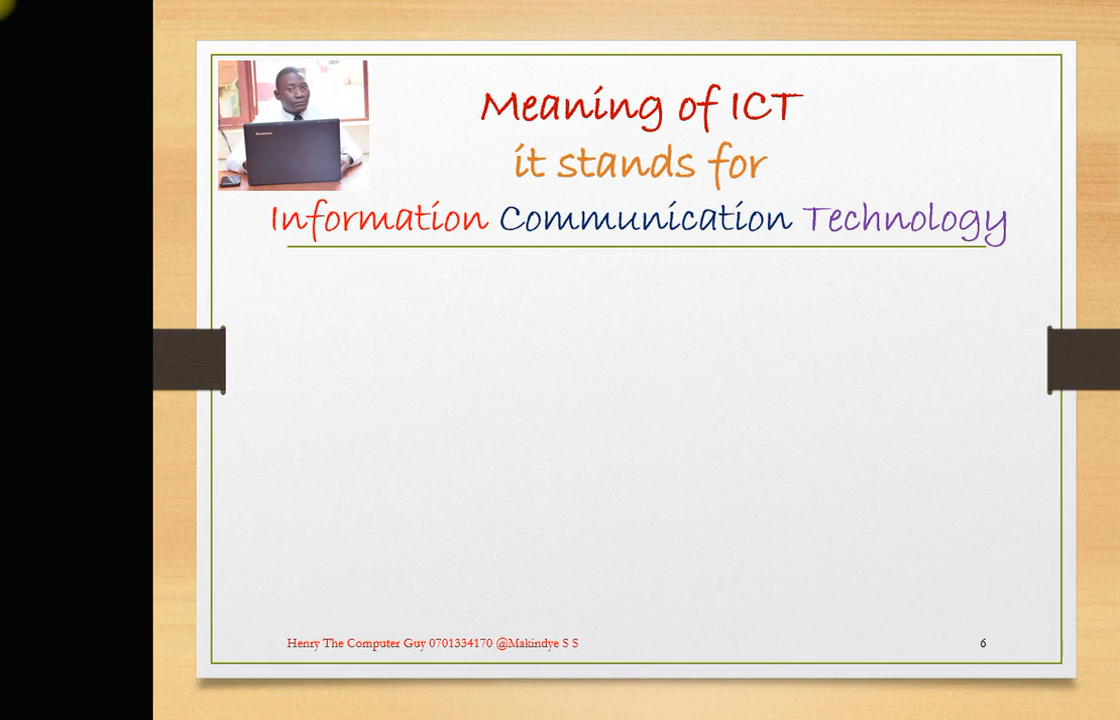 Meaning of ICT
it stands for
Information Communication Technology
Henry The Computer Guy 0701334170 @Makindye S S
6